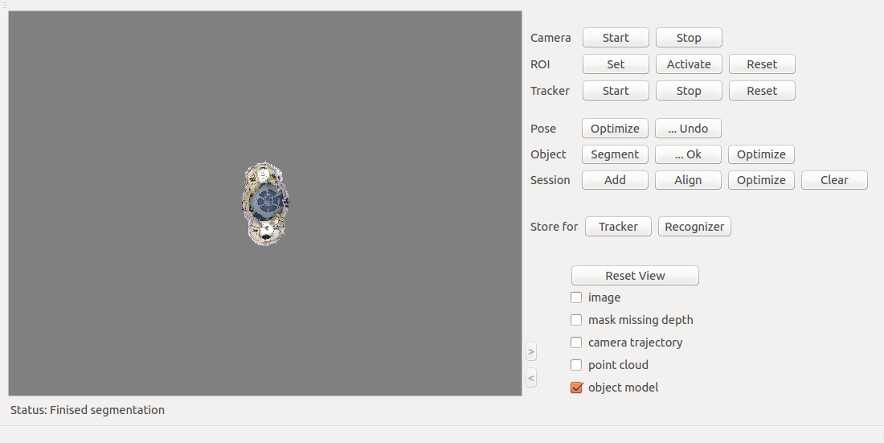 Camera Start Stop
ROI Set Activate Reset
Tracker Start Stop Reset
Pose Optimize ... Undo
Object Segment ... Ok Optimize
Session Add Align Optimize Clear
Store for Tracker Recognizer
Reset View
image
mask missing depth
camera trajectory
> point cloud
< object model
Status: Finised segmentation